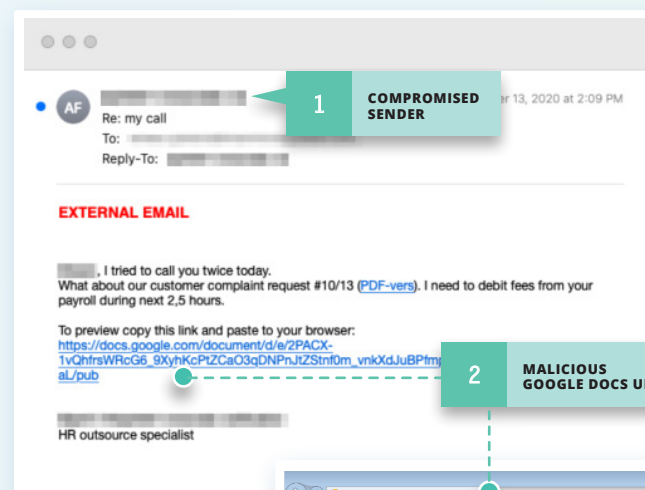 AF
1
COMPROMISED
SENDER
er 13, 2020 at 2:09 PM
Re: my call
To:
Reply-To:
EXTERNAL EMAIL
, I tried to call you twice today.
What about our customer complaint request #10/13 (PDF-vers). I need to debit fees from your
payroll during next 2,5 hours.
To preview copy this link and paste to your browser:
https://docs.google.com/document/d/e/2PACX-
1vQhfrsWRcG6_9XyhKcPtZCaO3qDNPnJtZStnf0m_vnkXdJuBPfmp
aL/pub
2
MALICIOUS
GOOGLE DOCS U
HR outsource specialist